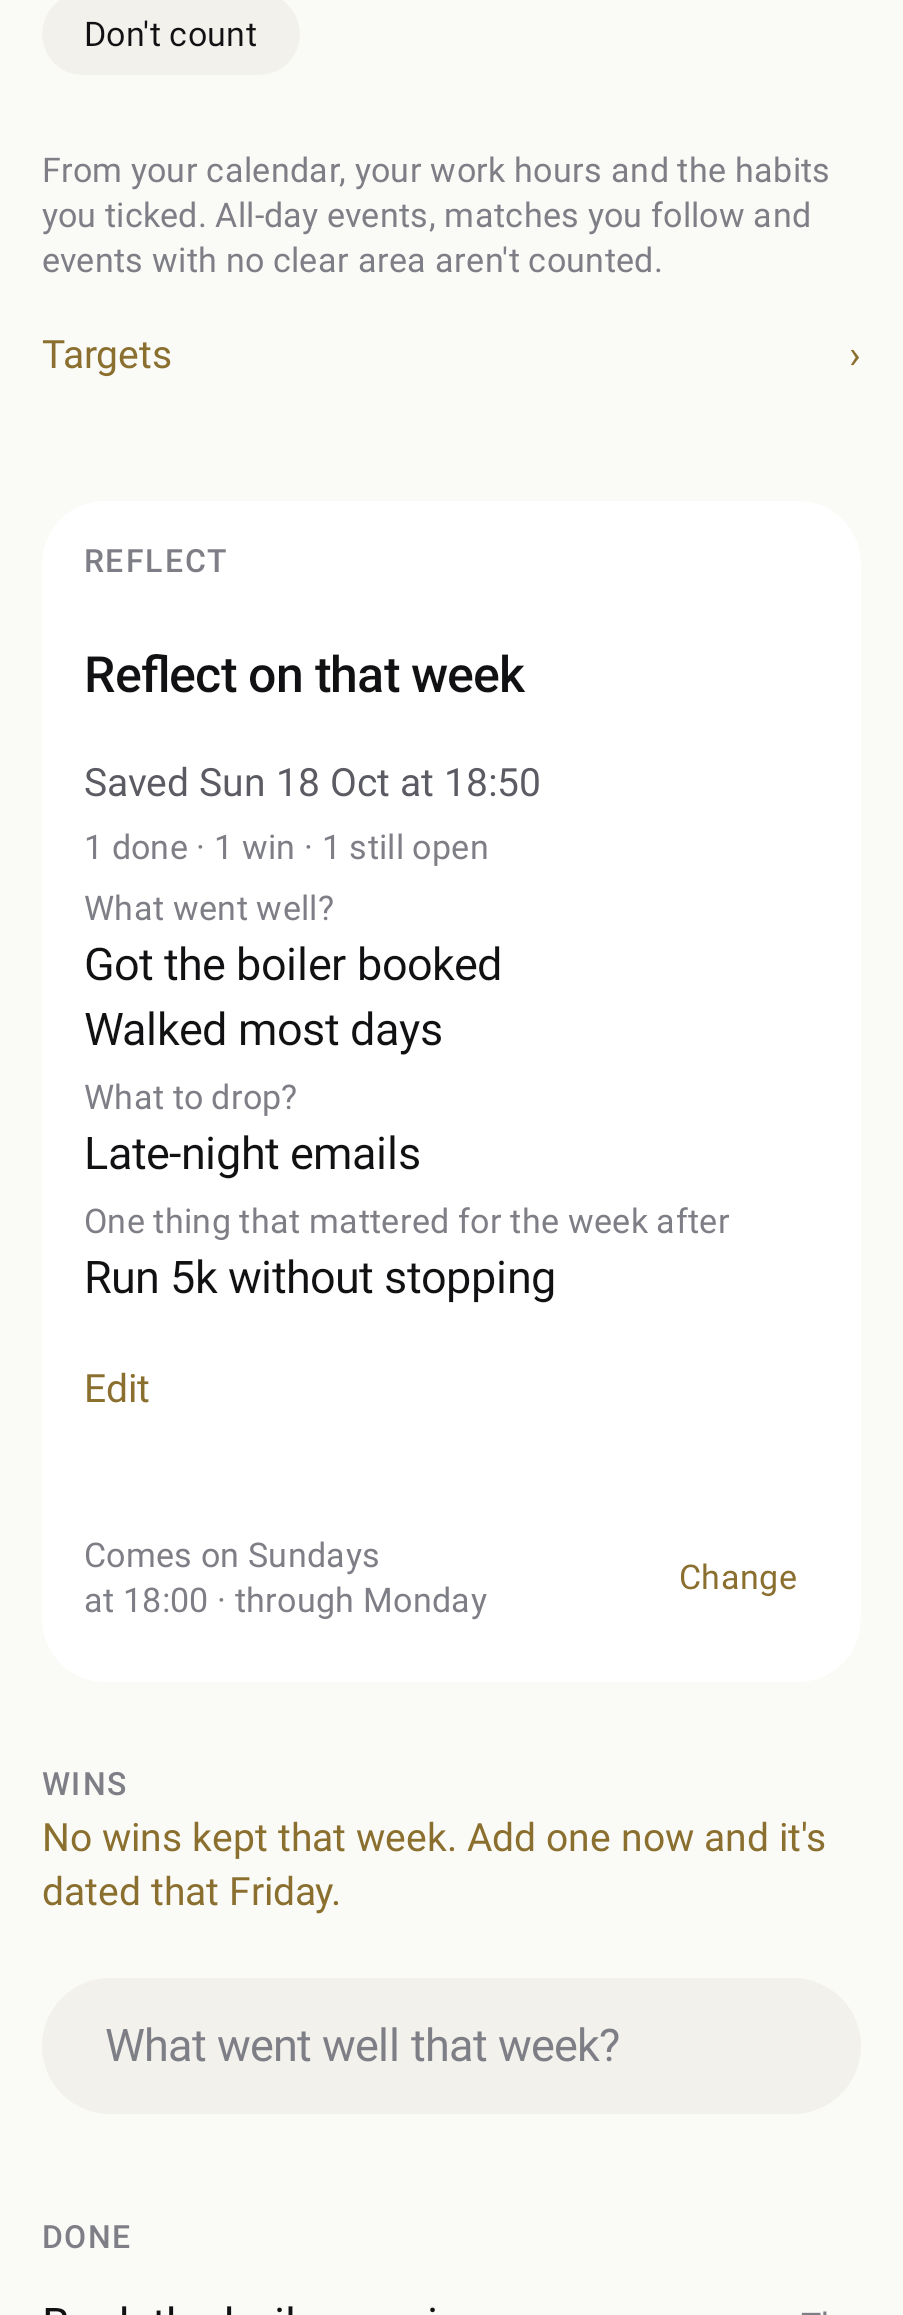 Don't count
From your calendar, your work hours and the habits
you ticked. All-day events, matches you follow and
events with no clear area aren't counted.
Targets ›
REFLECT
Reflect on that week
Saved Sun 18 Oct at 18:50
1 done · 1 win · 1 still open
What went well?
Got the boiler booked
Walked most days
What to drop?
Late-night emails
One thing that mattered for the week after
Run 5k without stopping
Edit
Comes on Sundays
at 18:00 · through Monday
Change
WINS
No wins kept that week. Add one now and it's
dated that Friday.
What went well that week?
DONE